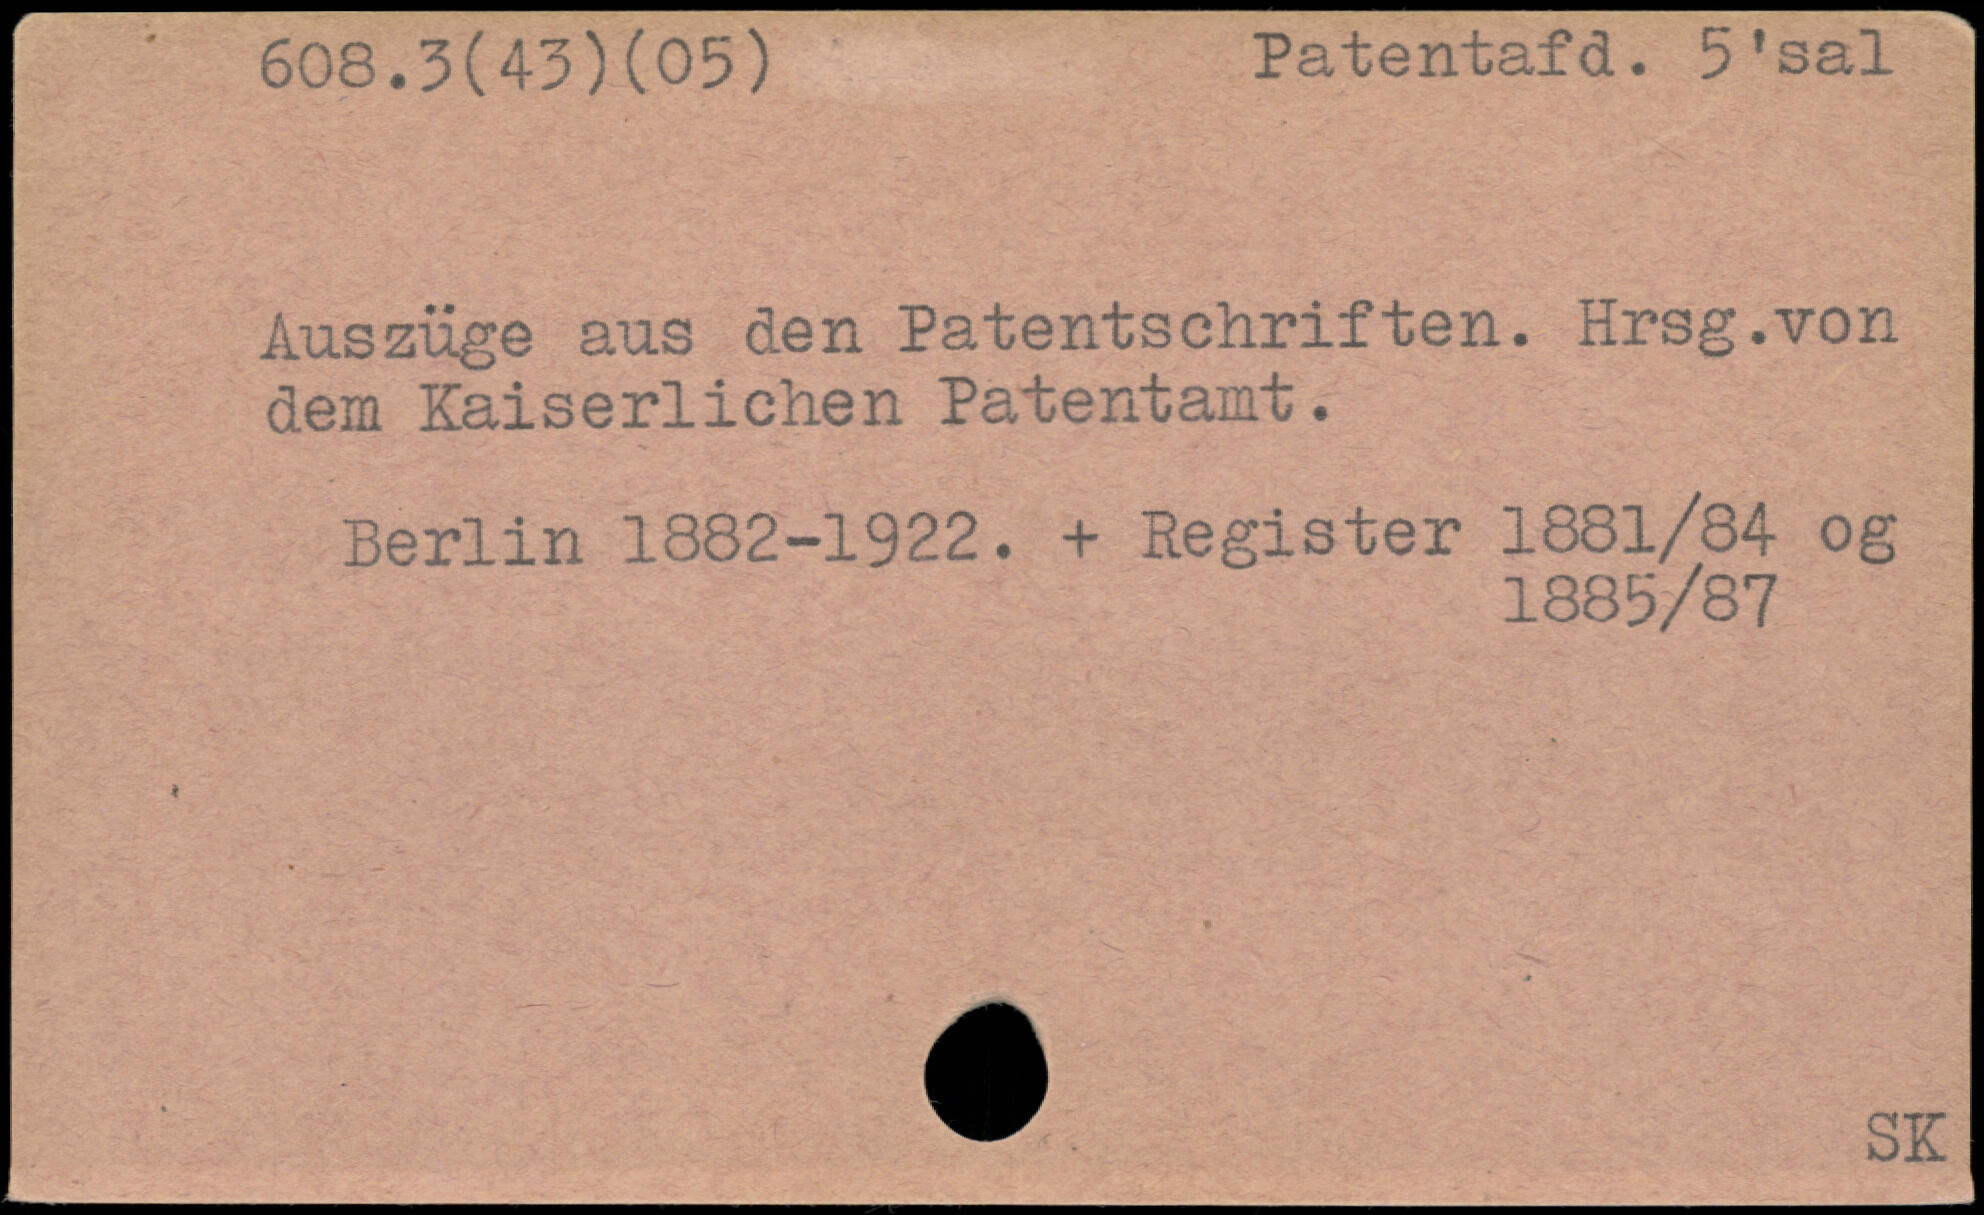 608.3(43)(05) Patentafd. 5'sal
Auszüge aus den Patentschriften. Hrsg.von
dem Kaiserlichen Patentamt.
Berlin 1882-1922. + Register 1881/84 og
1885/87
SK